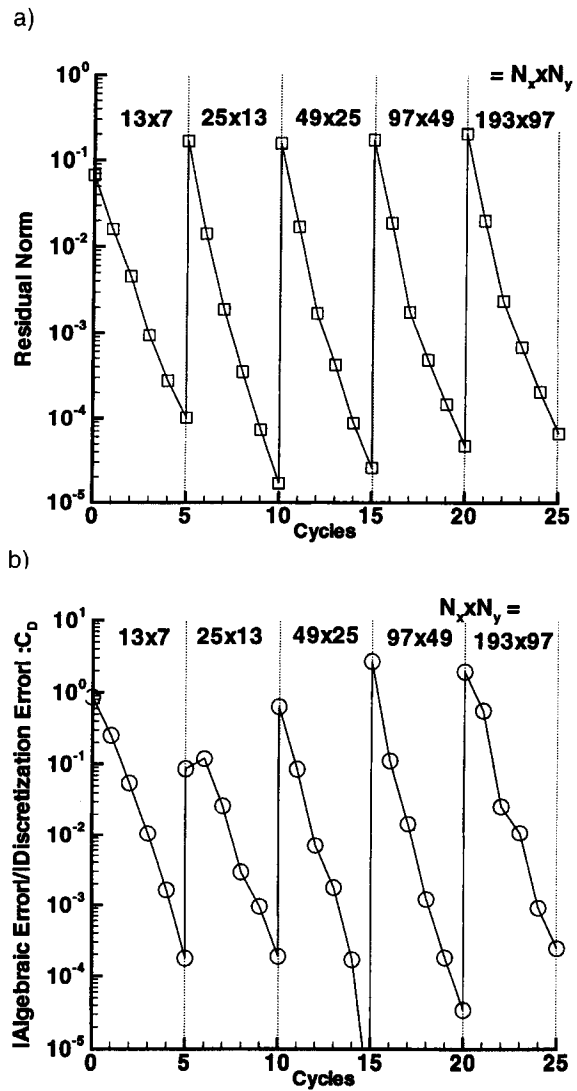 a)
= NₓxNᵧ
10⁰
13x7 25x13 49x25 97x49 193x97
10⁻¹
10⁻²
10⁻³
10⁻⁴
10⁻⁵
Residual Norm
0 5 10 15 20 25
Cycles
b)
NₓxNᵧ =
10¹
13x7 25x13 49x25 97x49 193x97
10⁰
10⁻¹
10⁻²
10⁻³
10⁻⁴
10⁻⁵
|Algebraic Error|/|Discretization Error| :C_D
0 5 10 15 20 25
Cycles